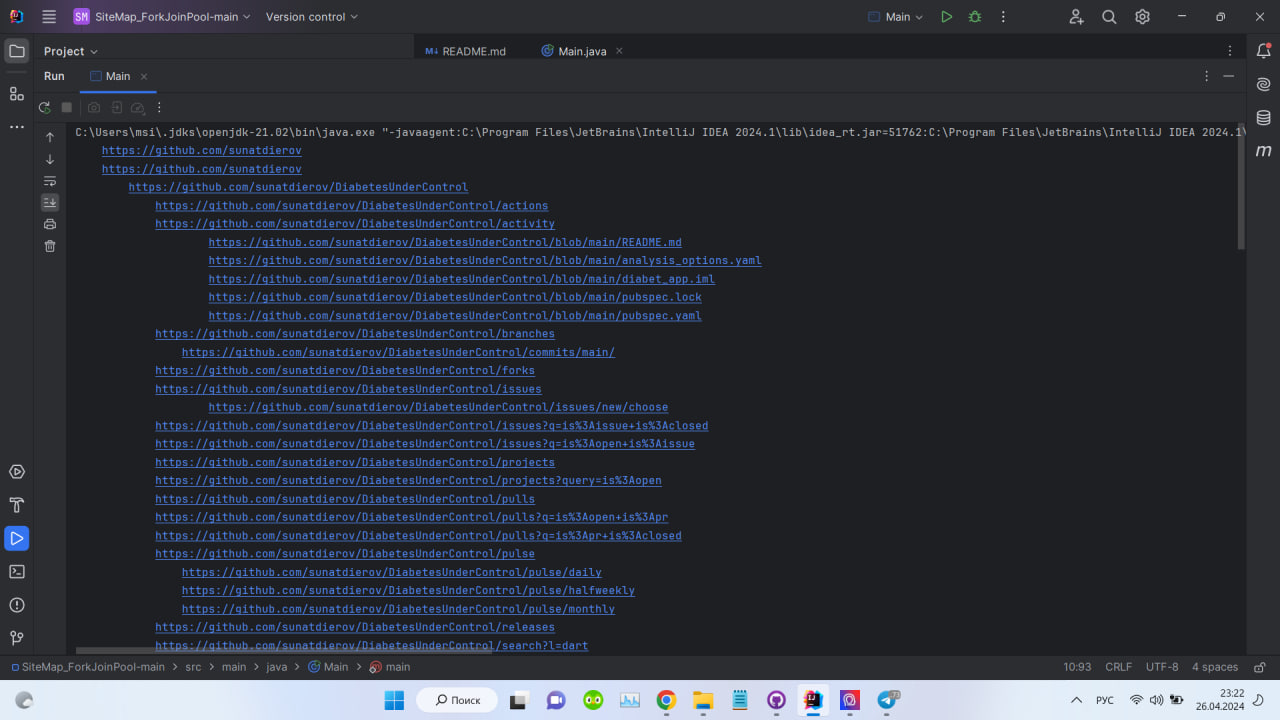 SM SiteMap_ForkJoinPool-main Version control Main
Project README.md Main.java
Run Main
C:\Users\msi\.jdks\openjdk-21.02\bin\java.exe "-javaagent:C:\Program Files\JetBrains\IntelliJ IDEA 2024.1\lib\idea_rt.jar=51762:C:\Program Files\JetBrains\IntelliJ IDEA 2024.1\
https://github.com/sunatdierov
https://github.com/sunatdierov
https://github.com/sunatdierov/DiabetesUnderControl
https://github.com/sunatdierov/DiabetesUnderControl/actions
https://github.com/sunatdierov/DiabetesUnderControl/activity
https://github.com/sunatdierov/DiabetesUnderControl/blob/main/README.md
https://github.com/sunatdierov/DiabetesUnderControl/blob/main/analysis_options.yaml
https://github.com/sunatdierov/DiabetesUnderControl/blob/main/diabet_app.iml
https://github.com/sunatdierov/DiabetesUnderControl/blob/main/pubspec.lock
https://github.com/sunatdierov/DiabetesUnderControl/blob/main/pubspec.yaml
https://github.com/sunatdierov/DiabetesUnderControl/branches
https://github.com/sunatdierov/DiabetesUnderControl/commits/main/
https://github.com/sunatdierov/DiabetesUnderControl/forks
https://github.com/sunatdierov/DiabetesUnderControl/issues
https://github.com/sunatdierov/DiabetesUnderControl/issues/new/choose
https://github.com/sunatdierov/DiabetesUnderControl/issues?q=is%3Aissue+is%3Aclosed
https://github.com/sunatdierov/DiabetesUnderControl/issues?q=is%3Aopen+is%3Aissue
https://github.com/sunatdierov/DiabetesUnderControl/projects
https://github.com/sunatdierov/DiabetesUnderControl/projects?query=is%3Aopen
https://github.com/sunatdierov/DiabetesUnderControl/pulls
https://github.com/sunatdierov/DiabetesUnderControl/pulls?q=is%3Aopen+is%3Apr
https://github.com/sunatdierov/DiabetesUnderControl/pulls?q=is%3Apr+is%3Aclosed
https://github.com/sunatdierov/DiabetesUnderControl/pulse
https://github.com/sunatdierov/DiabetesUnderControl/pulse/daily
https://github.com/sunatdierov/DiabetesUnderControl/pulse/halfweekly
https://github.com/sunatdierov/DiabetesUnderControl/pulse/monthly
https://github.com/sunatdierov/DiabetesUnderControl/releases
https://github.com/sunatdierov/DiabetesUnderControl/search?l=dart
SiteMap_ForkJoinPool-main > src > main > java > Main > main 10:93 CRLF UTF-8 4 spaces
Поиск 73 РУС 23:22
26.04.2024